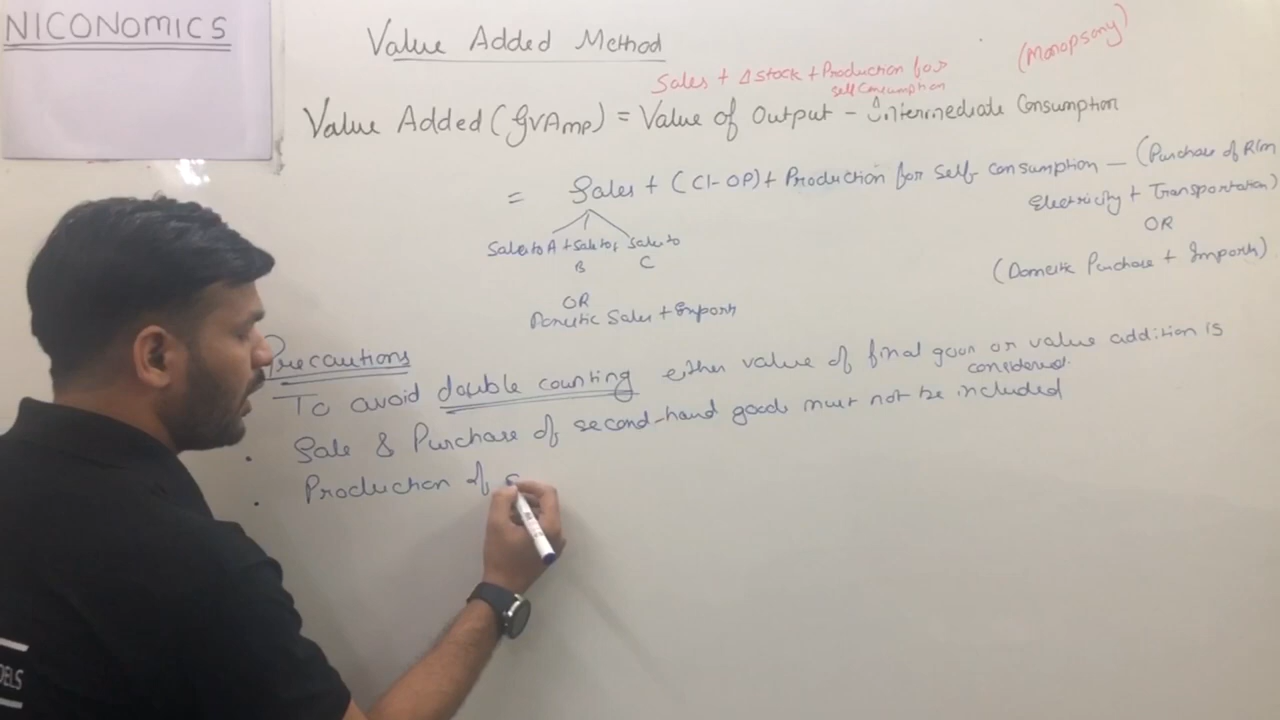 NICONOMICS
Value Added Method
Sales + Δ stock + Production for self consumption
(Monopsony)
Value Added (GVAMP) = Value of Output - Intermediate Consumption
= Sales + (Cl-OP) + Production for Self consumption - (Purchase of R/m
Electricity + Transportation)
OR
(Domestic Purchase + Imports)
Sales to A + Sale to B + Sale to C
OR
Domestic Sales + Exports
Precautions
To avoid double counting either value of final goods or value addition is considered.
• Sale & Purchase of second-hand goods must not be included
• Production of
DELS